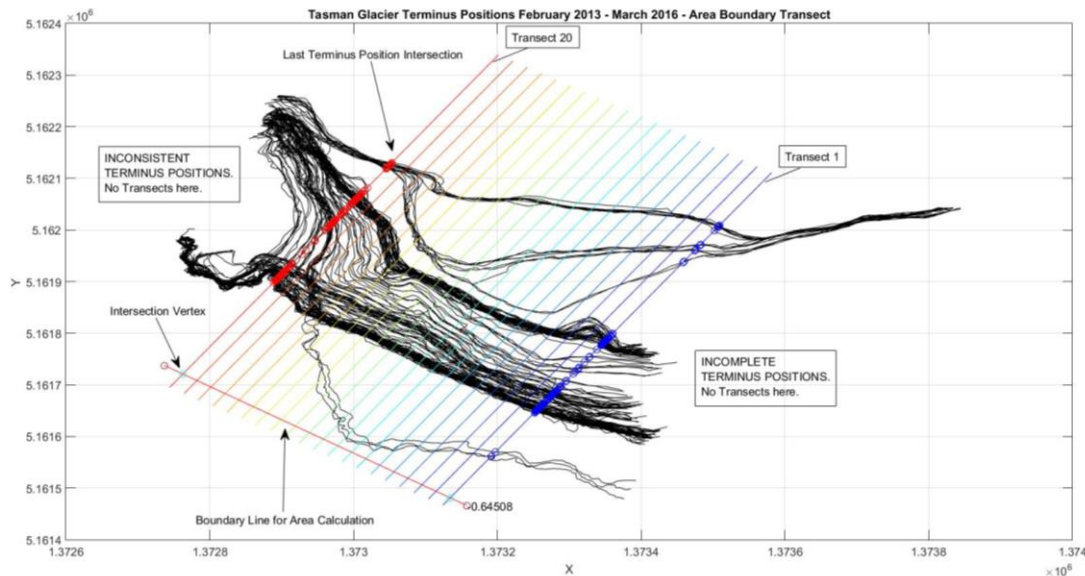 Tasman Glacier Terminus Positions February 2013 - March 2016 - Area Boundary Transect
×10⁶
5.1624
5.1623
5.1622
5.1621
5.162
5.1619
5.1618
5.1617
5.1616
5.1615
5.1614
Y
Transect 20
Last Terminus Position Intersection
Transect 1
INCONSISTENT
TERMINUS POSITIONS.
No Transects here.
Intersection Vertex
INCOMPLETE
TERMINUS POSITIONS.
No Transects here.
-0.64508
Boundary Line for Area Calculation
1.3726
1.3728
1.373
1.3732
1.3734
1.3736
1.3738
1.374
X
×10⁶